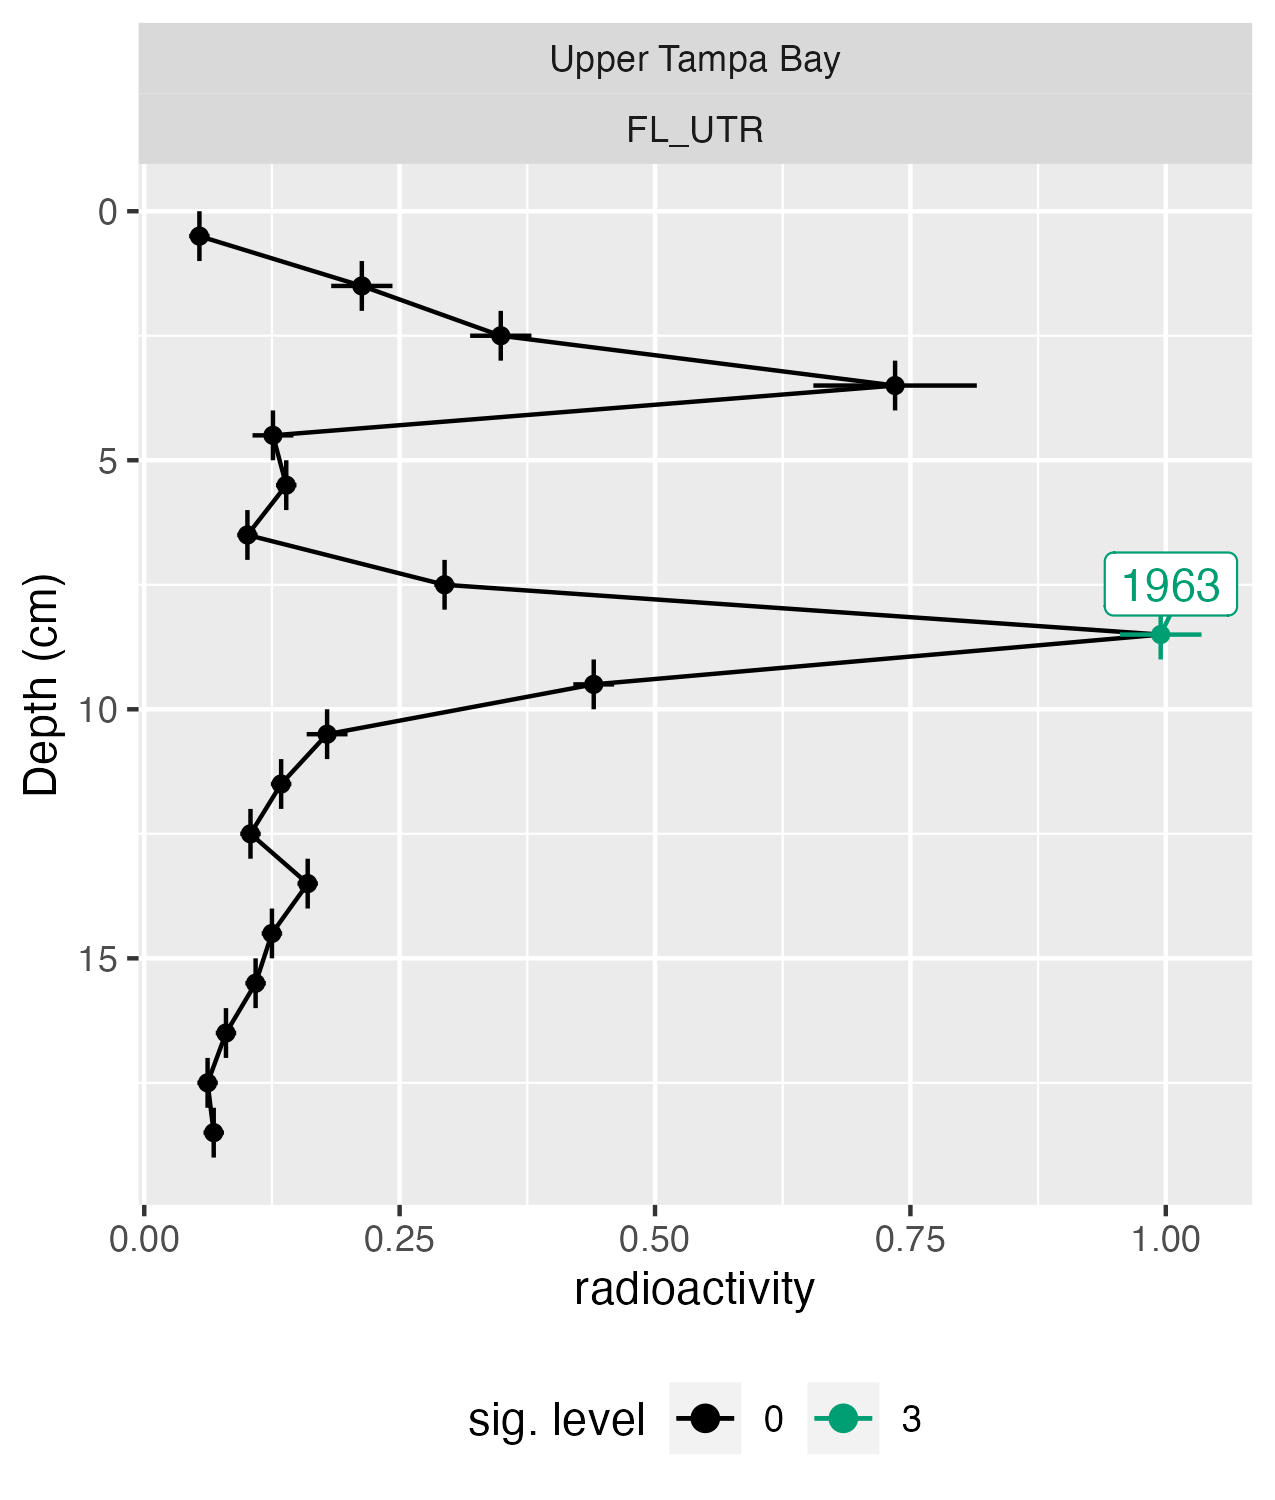 Upper Tampa Bay
FL_UTR
0
5
10
15
Depth (cm)
1963
0.00 0.25 0.50 0.75 1.00
radioactivity
sig. level 0 3